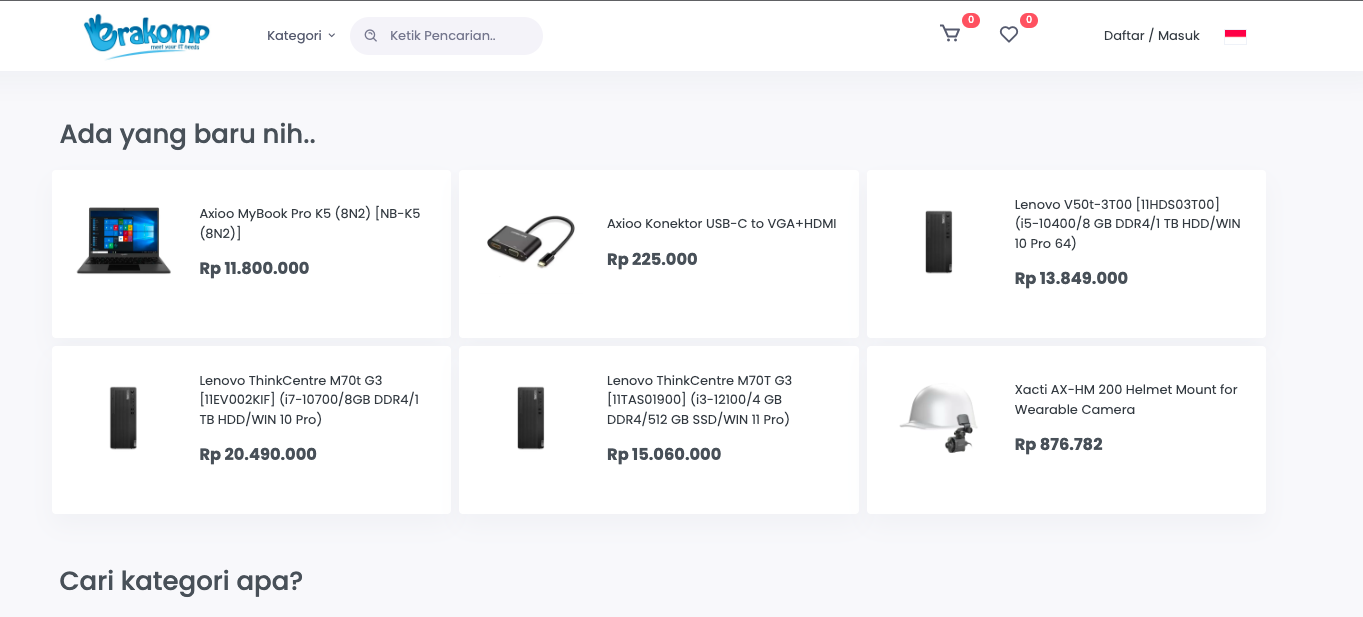 erakomp
meet your IT needs
Kategori
Ketik Pencarian..
0
0
Daftar / Masuk
Ada yang baru nih..
Axioo MyBook Pro K5 (8N2) [NB-K5
(8N2)]
Rp 11.800.000
Axioo Konektor USB-C to VGA+HDMI
Rp 225.000
Lenovo V50t-3T00 [11HDS03T00]
(i5-10400/8 GB DDR4/1 TB HDD/WIN
10 Pro 64)
Rp 13.849.000
Lenovo ThinkCentre M70t G3
[11EV002KIF] (i7-10700/8GB DDR4/1
TB HDD/WIN 10 Pro)
Rp 20.490.000
Lenovo ThinkCentre M70T G3
[11TAS01900] (i3-12100/4 GB
DDR4/512 GB SSD/WIN 11 Pro)
Rp 15.060.000
Xacti AX-HM 200 Helmet Mount for
Wearable Camera
Rp 876.782
Cari kategori apa?